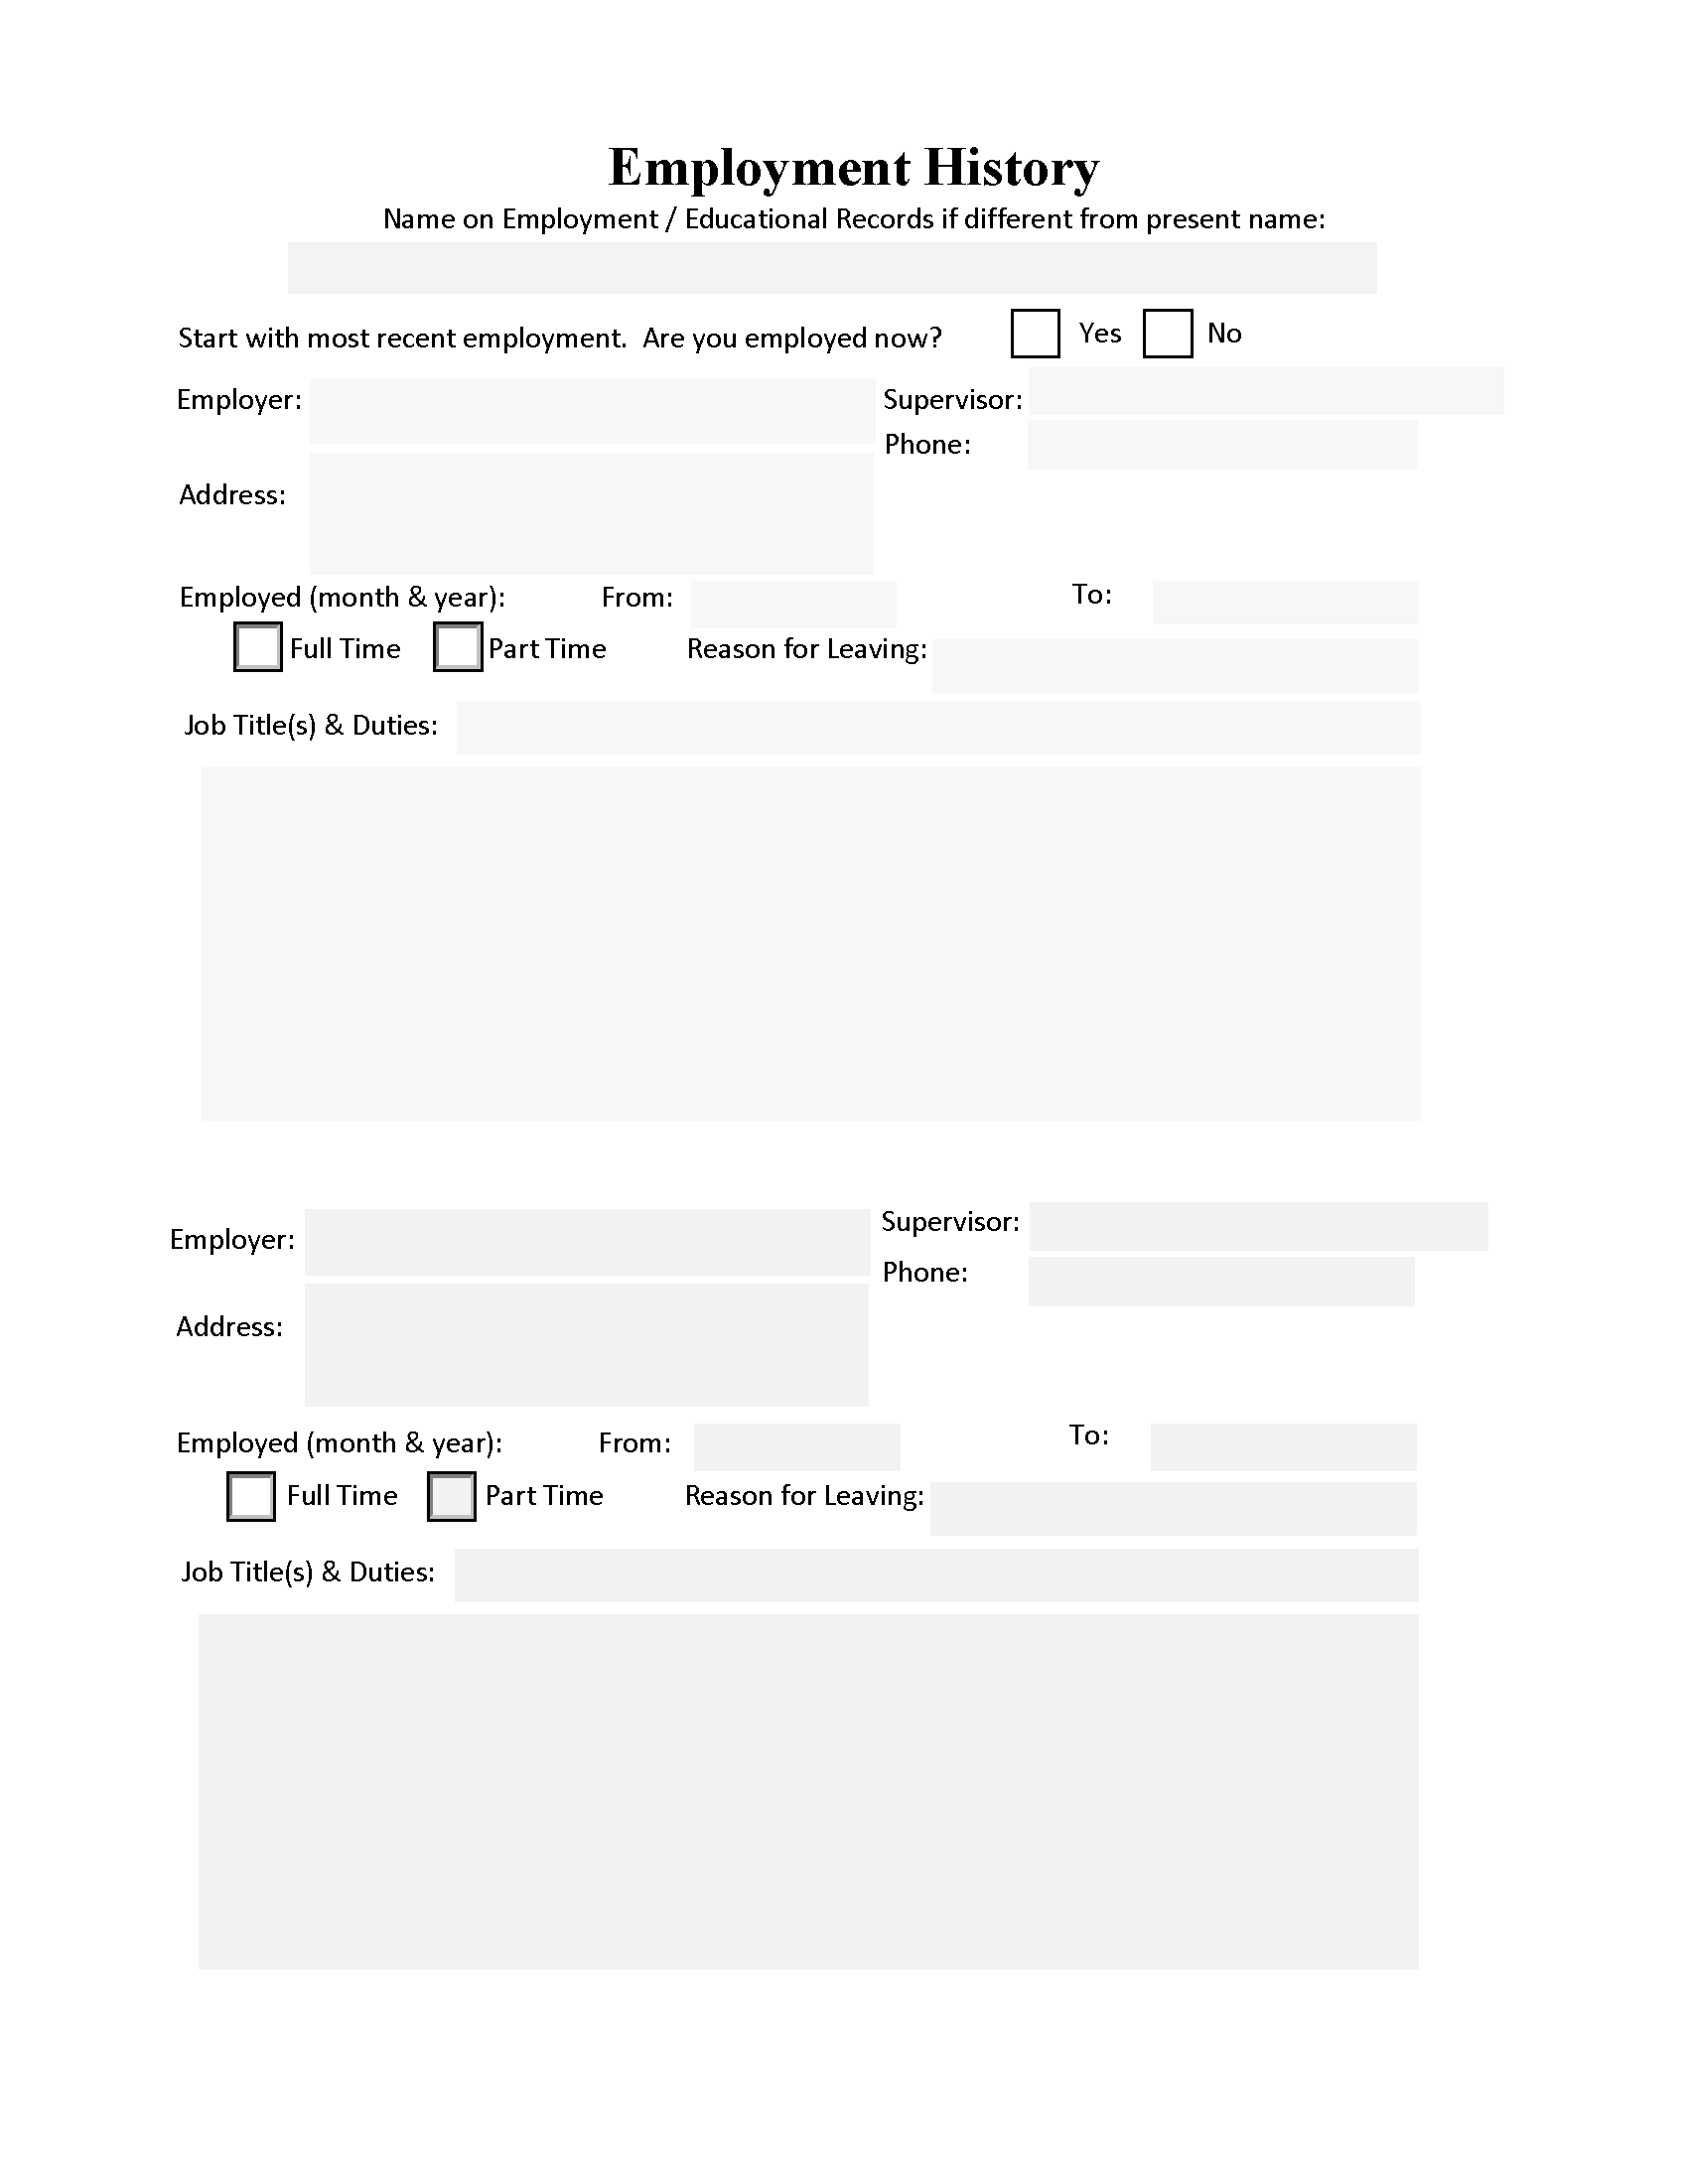 Employment History
Name on Employment / Educational Records if different from present name:
Start with most recent employment.  Are you employed now? Yes No
Employer: Supervisor:
Phone:
Address:
Employed (month & year): From: To:
Full Time Part Time Reason for Leaving:
Job Title(s) & Duties:
Employer: Supervisor:
Phone:
Address:
Employed (month & year): From: To:
Full Time Part Time Reason for Leaving:
Job Title(s) & Duties: